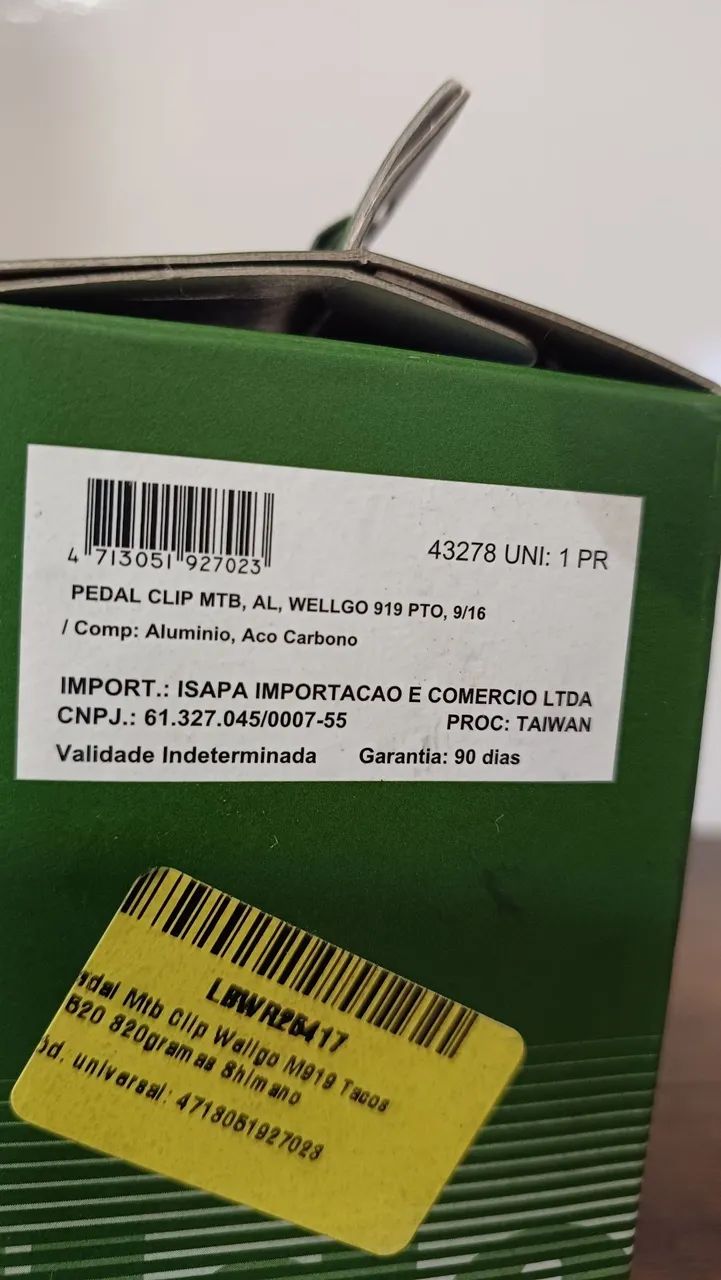 4 713051 927023
43278 UNI: 1 PR
PEDAL CLIP MTB, AL, WELLGO 919 PTO, 9/16
/ Comp: Aluminio, Aco Carbono
IMPORT.: ISAPA IMPORTACAO E COMERCIO LTDA
CNPJ.: 61.327.045/0007-55
PROC: TAIWAN
Validade Indeterminada Garantia: 90 dias
Mtb Clip Wellgo M919 Tacos
520 320gramas Shimano
universal: 4713051927023